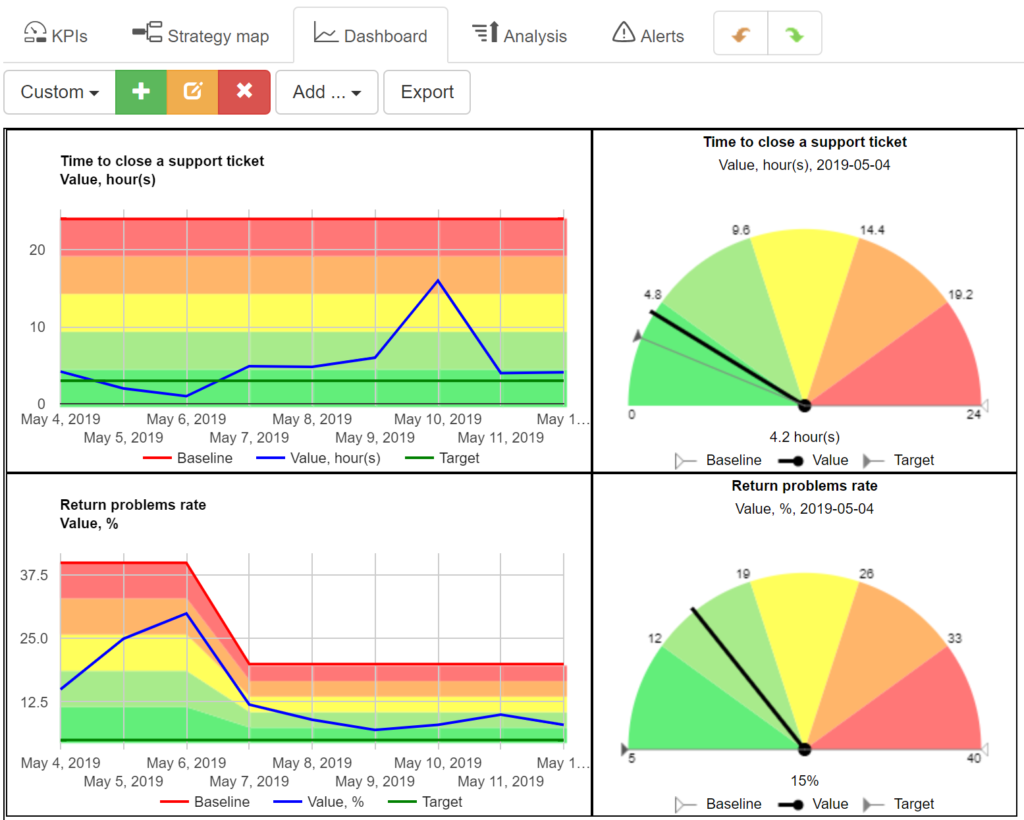 KPIs Strategy map Dashboard Analysis Alerts
Custom Add ... Export
Time to close a support ticket
Value, hour(s)
20
10
0
May 4, 2019 May 6, 2019 May 8, 2019 May 10, 2019 May 1...
May 5, 2019 May 7, 2019 May 9, 2019 May 11, 2019
Baseline Value, hour(s) Target
Time to close a support ticket
Value, hour(s), 2019-05-04
9.6 14.4
4.8 19.2
0 24
4.2 hour(s)
Baseline Value Target
Return problems rate
Value, %
37.5
25.0
12.5
May 4, 2019 May 6, 2019 May 8, 2019 May 10, 2019 May 1...
May 5, 2019 May 7, 2019 May 9, 2019 May 11, 2019
Baseline Value, % Target
Return problems rate
Value, %, 2019-05-04
19 26
12 33
5 40
15%
Baseline Value Target